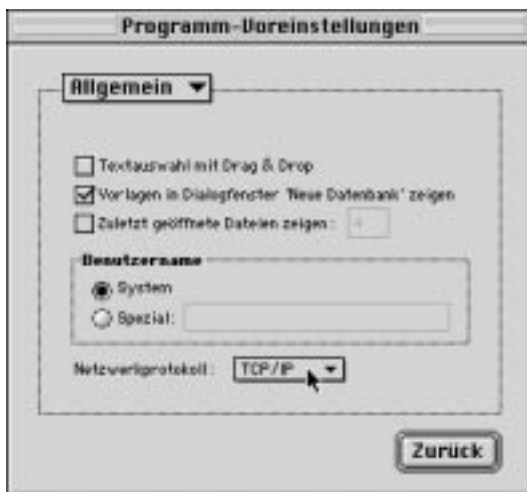 Programm-Voreinstellungen
Allgemein
Textauswahl mit Drag & Drop
Vorlagen in Dialogfenster 'Neue Datenbank' zeigen
Zuletzt geöffnete Dateien zeigen: 4
Benutzername
System
Spezial:
Netzwerkprotokoll: TCP/IP
Zurück